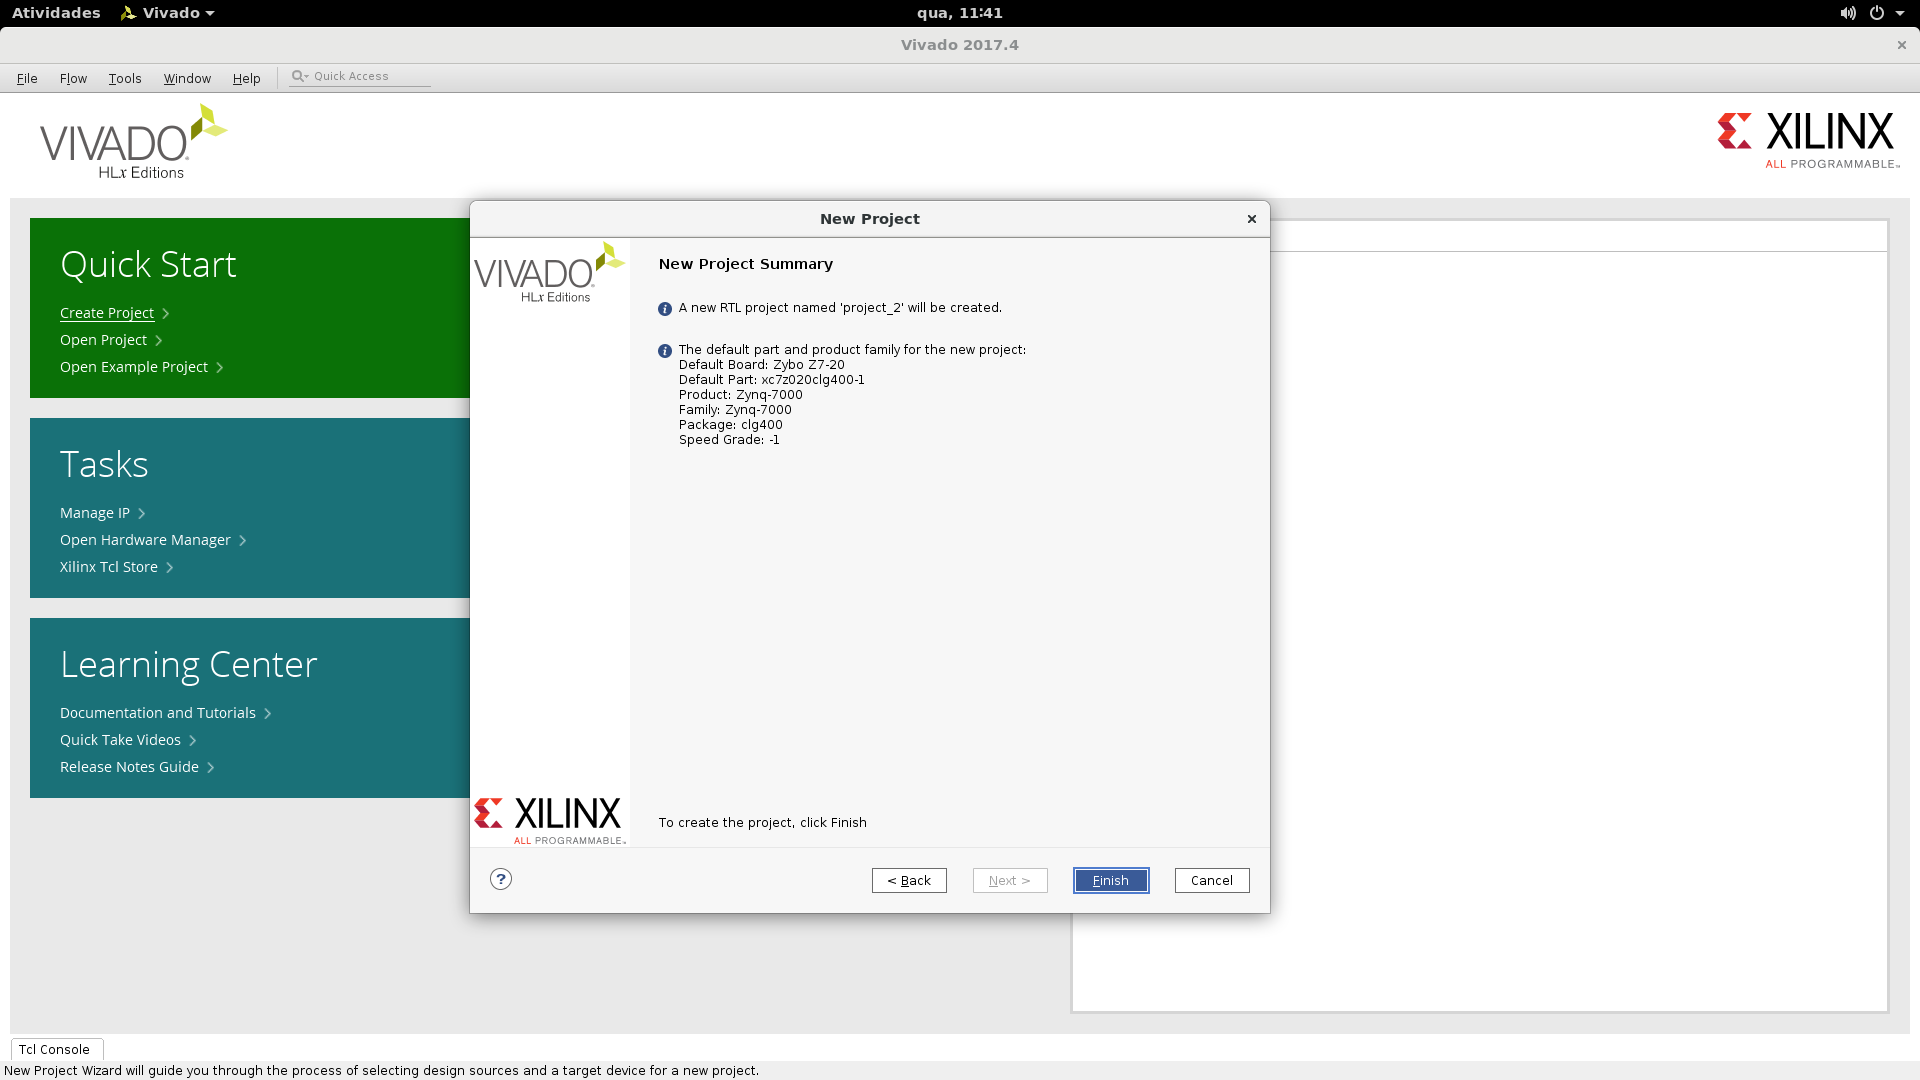 Atividades
Vivado
qua, 11:41
Vivado 2017.4
File Flow Tools Window Help
Quick Access
VIVADO
HLx Editions
XILINX
ALL PROGRAMMABLE
Quick Start
Create Project
Open Project
Open Example Project
Tasks
Manage IP
Open Hardware Manager
Xilinx Tcl Store
Learning Center
Documentation and Tutorials
Quick Take Videos
Release Notes Guide
New Project
VIVADO
HLx Editions
New Project Summary
A new RTL project named 'project_2' will be created.
The default part and product family for the new project:
Default Board: Zybo Z7-20
Default Part: xc7z020clg400-1
Product: Zynq-7000
Family: Zynq-7000
Package: clg400
Speed Grade: -1
XILINX
ALL PROGRAMMABLE
To create the project, click Finish
?
< Back
Next >
Finish
Cancel
Tcl Console
New Project Wizard will guide you through the process of selecting design sources and a target device for a new project.